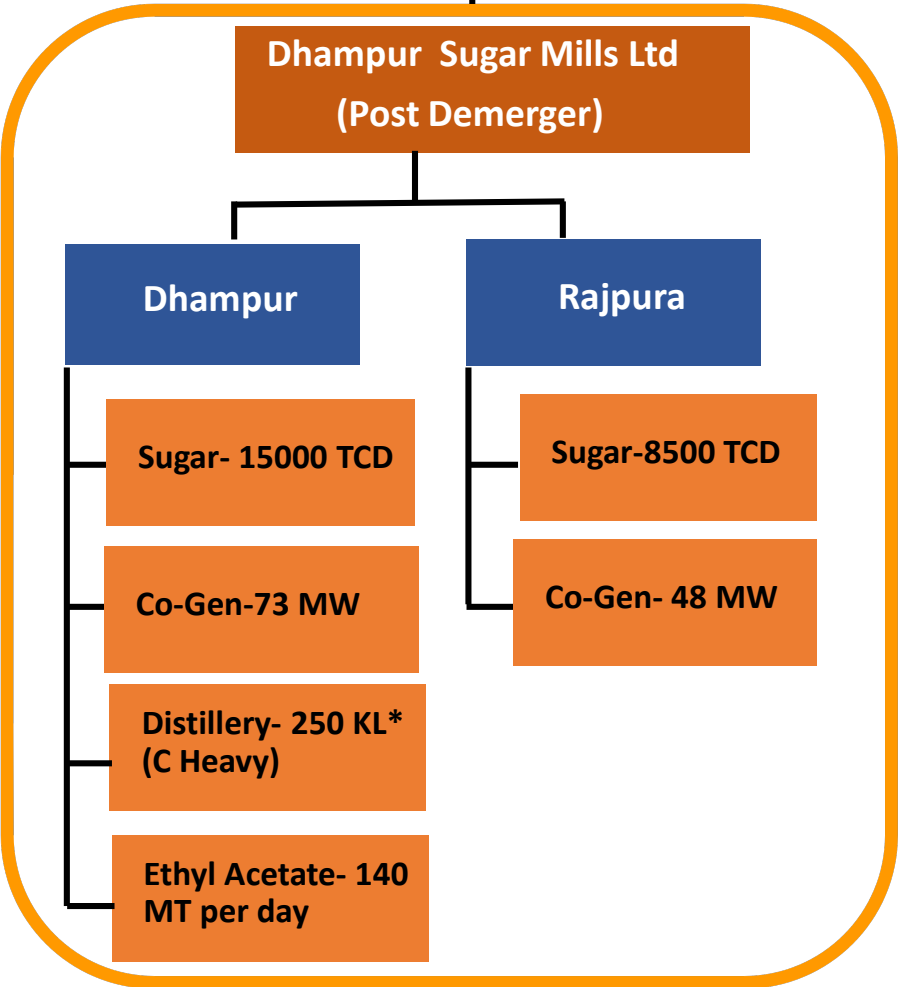 Dhampur Sugar Mills Ltd
(Post Demerger)
Dhampur
Sugar- 15000 TCD
Co-Gen-73 MW
Distillery- 250 KL*
(C Heavy)
Ethyl Acetate- 140
MT per day
Rajpura
Sugar-8500 TCD
Co-Gen- 48 MW